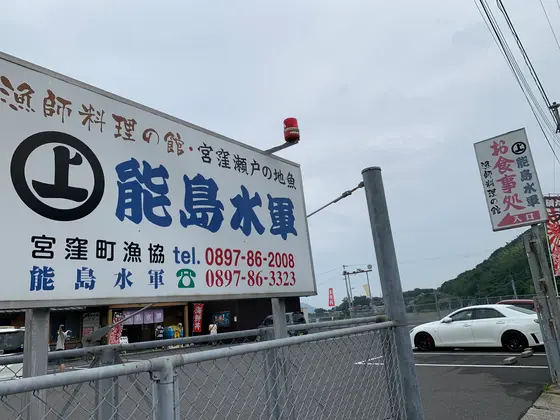 漁師料理の館・宮窪瀬戸の地魚
上 能島水軍
宮窪町漁協 tel. 0897-86-2008
能島水軍 0897-86-3323
上 能島水軍
お食事処
漁師料理の館
入口